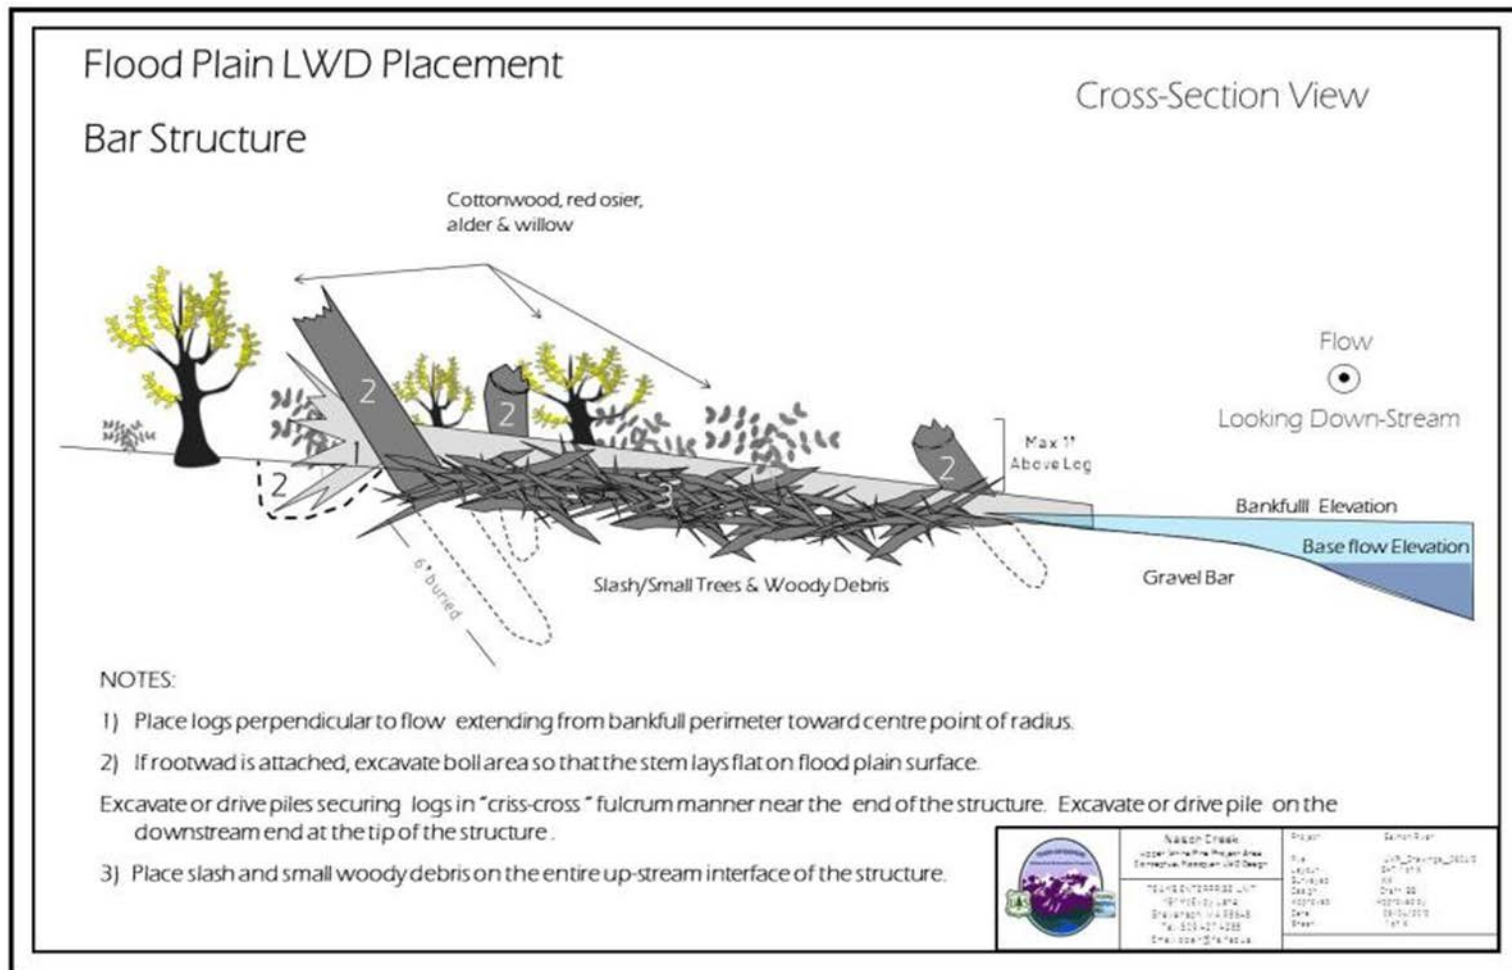 Flood Plain LWD Placement
Bar Structure
Cross-Section View
Cottonwood, red osier,
alder & willow
2
2
1
2
2
3
Max 1'
Above Log
Flow
Looking Down-Stream
Bankfulll Elevation
Base flow Elevation
Gravel Bar
6' buried
Slash/Small Trees & Woody Debris
NOTES:
1) Place logs perpendicular to flow extending from bankfull perimeter toward centre point of radius.
2) If rootwad is attached, excavate boll area so that the stem lays flat on flood plain surface.
Excavate or drive piles securing logs in "criss-cross" fulcrum manner near the end of the structure. Excavate or drive pile on the
downstream end at the tip of the structure.
3) Place slash and small woody debris on the entire up-stream interface of the structure.
Nason Creek
Project